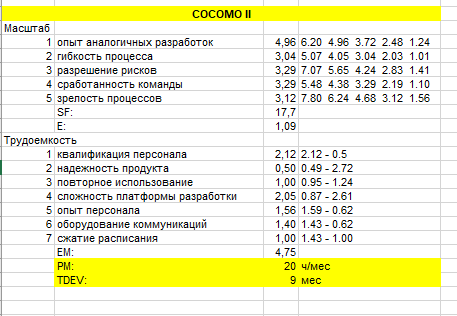 COCOMO II
Масштаб
1 опыт аналогичных разработок 4,96 6.20 4.96 3.72 2.48 1.24
2 гибкость процесса 3,04 5.07 4.05 3.04 2.03 1.01
3 разрешение рисков 3,29 7.07 5.65 4.24 2.83 1.41
4 сработанность команды 3,29 5.48 4.38 3.29 2.19 1.10
5 зрелость процессов 3,12 7.80 6.24 4.68 3.12 1.56
SF: 17,7
E: 1,09
Трудоемкость
1 квалификация персонала 2,12 2.12 - 0.5
2 надежность продукта 0,50 0.49 - 2.72
3 повторное использование 1,00 0.95 - 1.24
4 сложность платформы разработки 2,05 0.87 - 2.61
5 опыт персонала 1,56 1.59 - 0.62
6 оборудование коммуникаций 1,40 1.43 - 0.62
7 сжатие расписания 1,00 1.43 - 1.00
EM: 4,75
PM: 20 ч/мес
TDEV: 9 мес